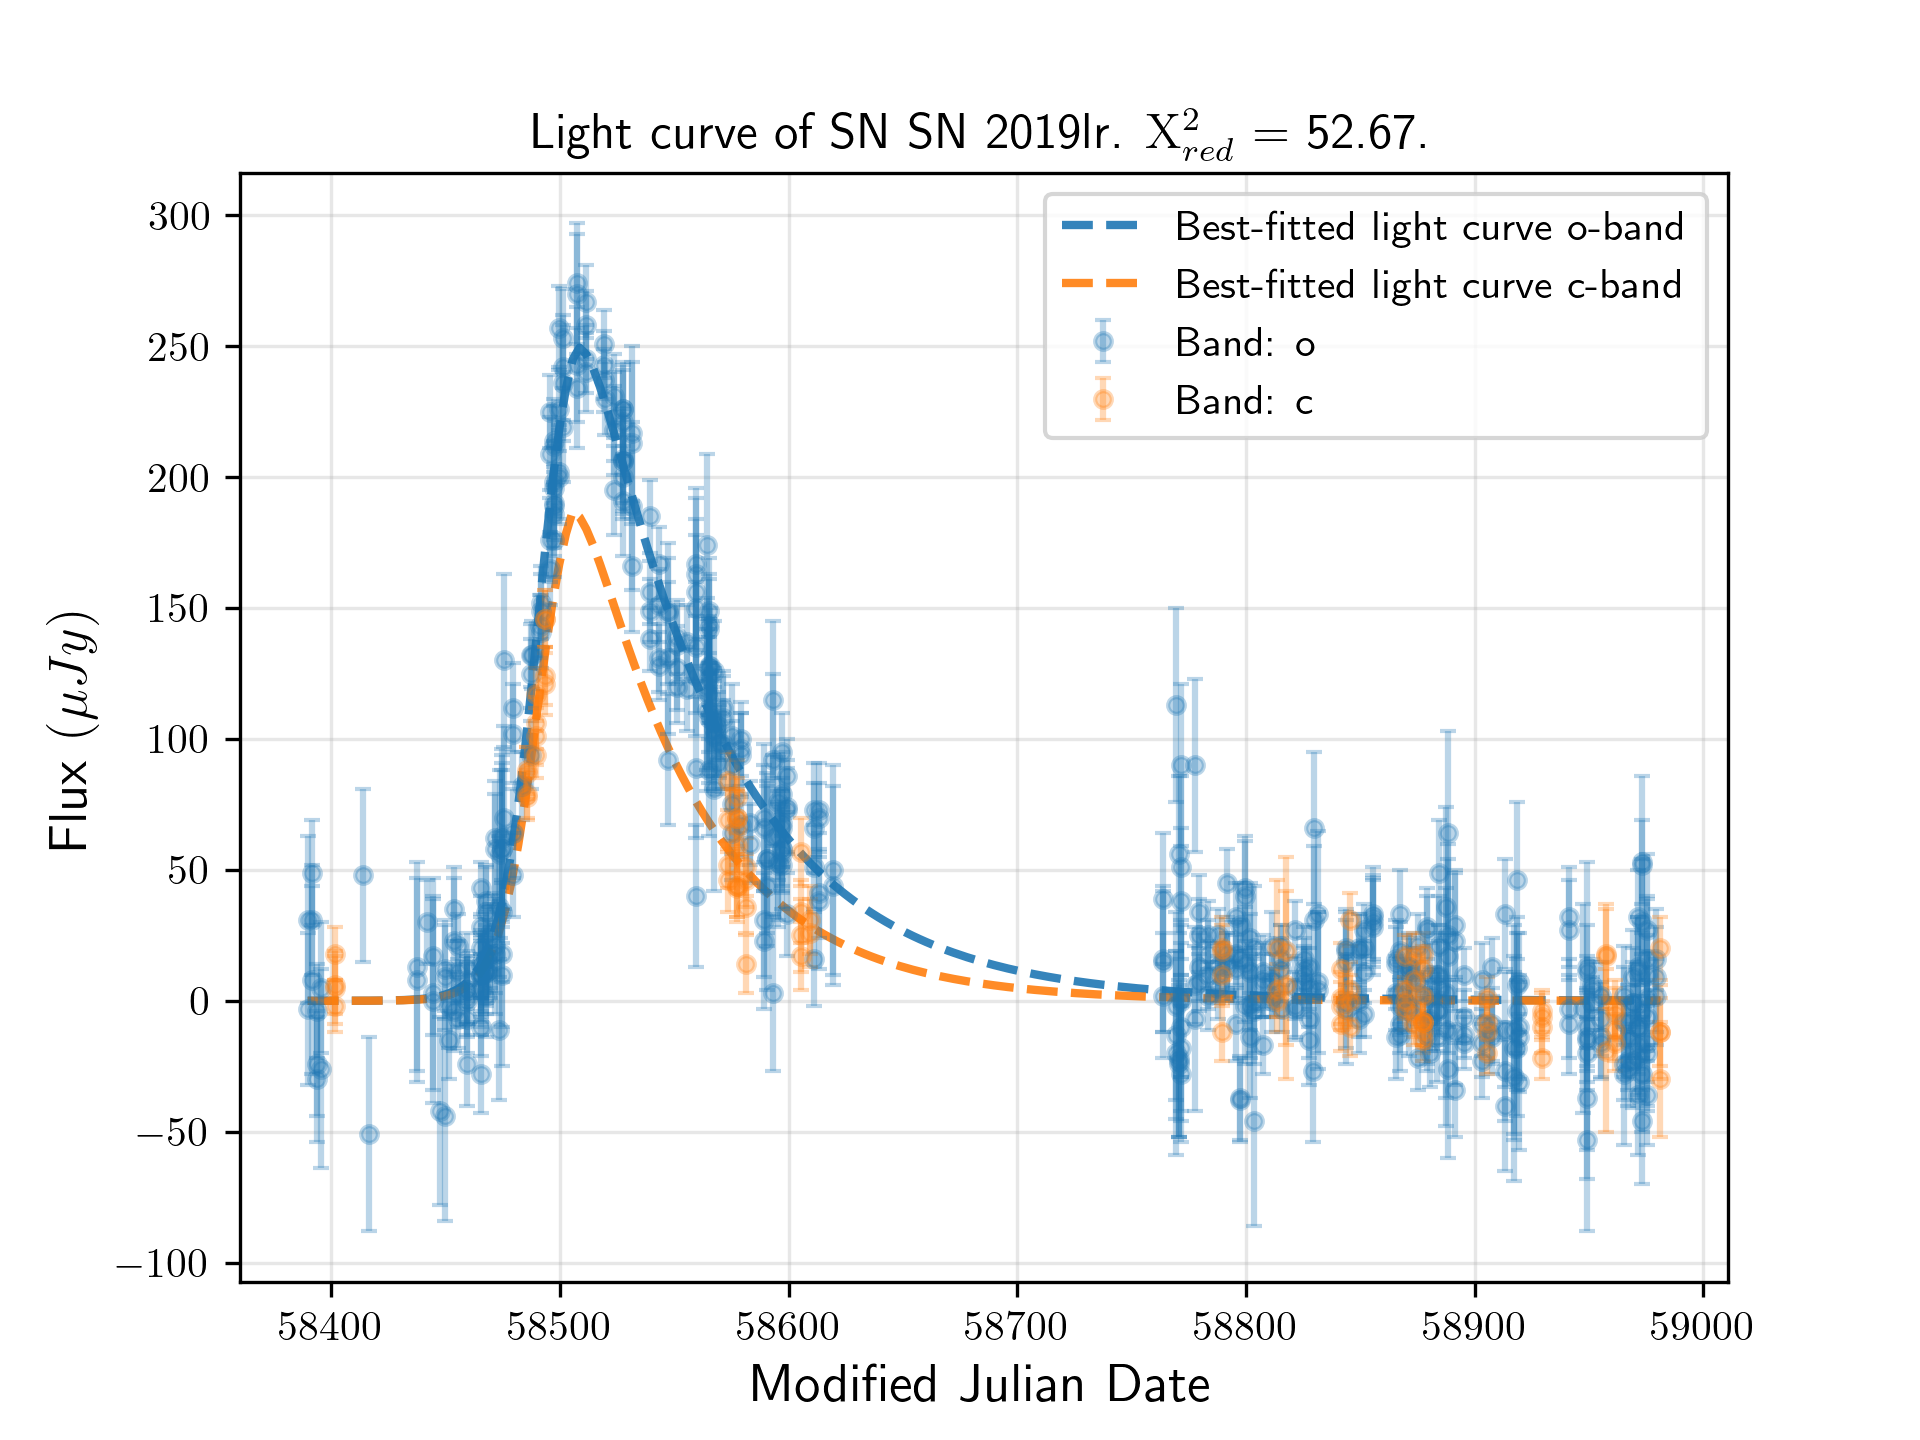 Light curve of SN SN 2019lr. X²_red = 52.67.
300
250
200
150
100
50
0
−50
−100
Flux (μJy)
Best-fitted light curve o-band
Best-fitted light curve c-band
Band: o
Band: c
58400 58500 58600 58700 58800 58900 59000
Modified Julian Date